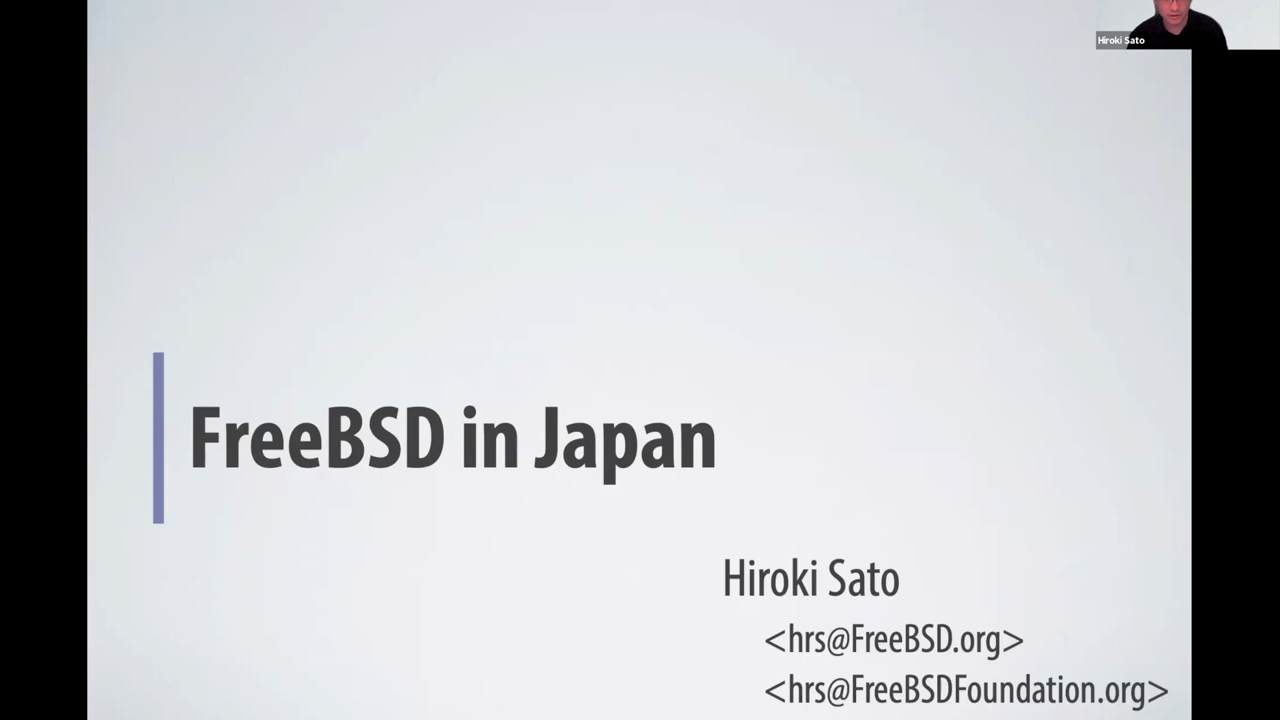 Hiroki Sato
FreeBSD in Japan
Hiroki Sato
<hrs@FreeBSD.org>
<hrs@FreeBSDFoundation.org>